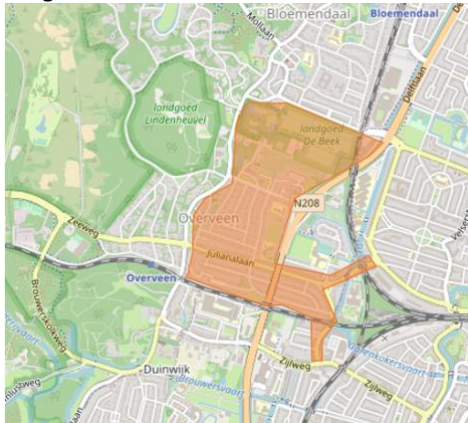 Mollaan
Bloemendaal
Bloemendaal
Delftlaan
landgoed
Lindenheuvel
landgoed
De Beek
N208
Overveen
Zeeweg
Julianalaan
Overveen
Brouwerskolkweg
Duinwijk
Zijlweg
Brouwersvaart
Zijlweg